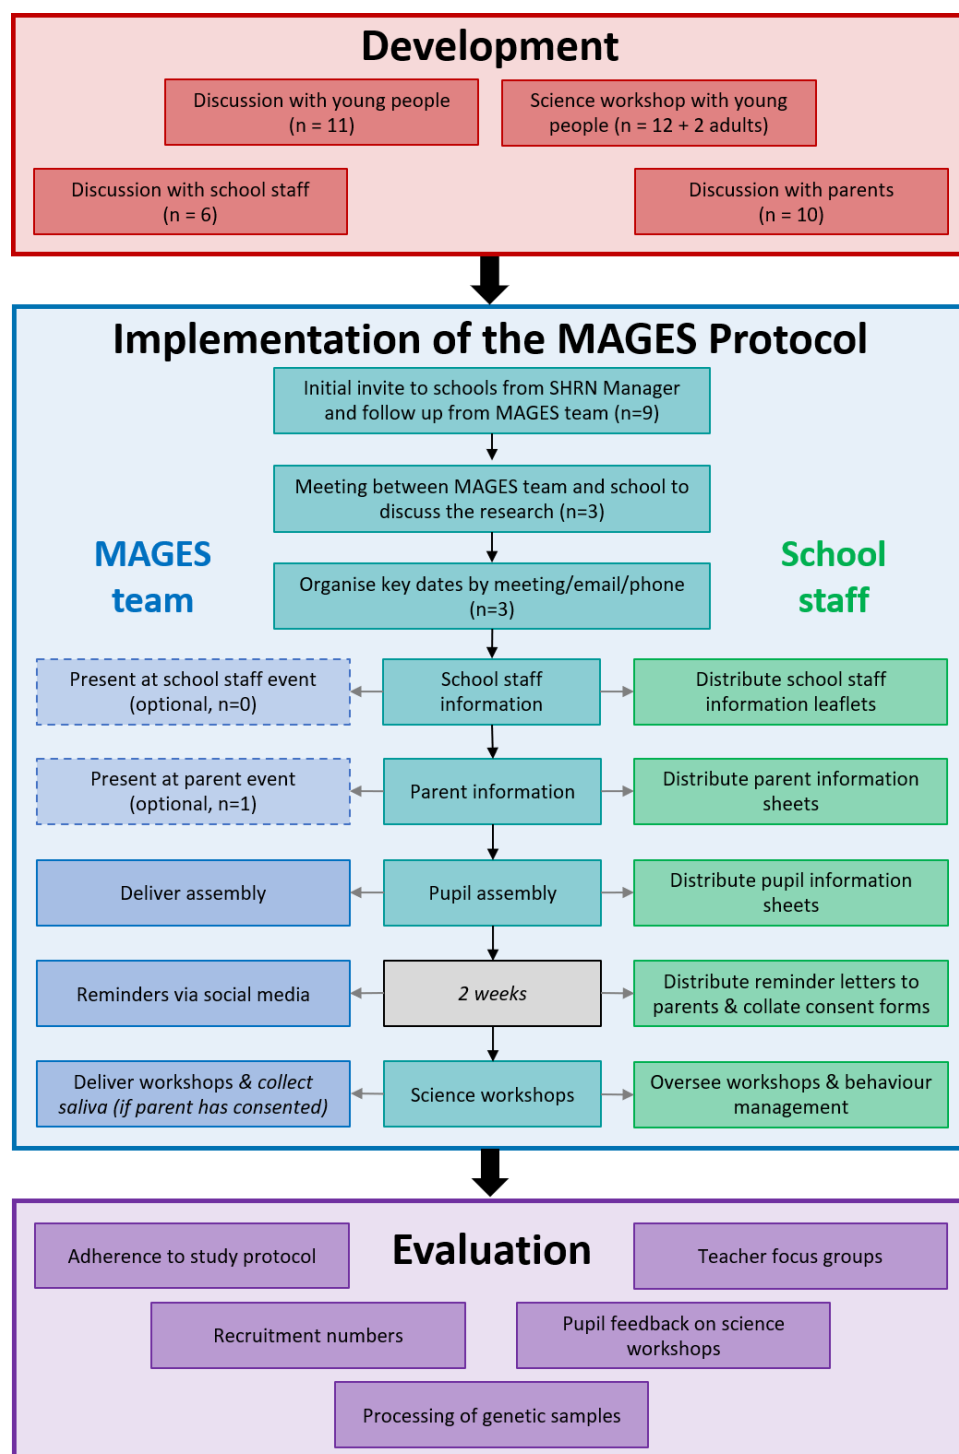 Development
Discussion with young people
(n = 11)
Science workshop with young
people (n = 12 + 2 adults)
Discussion with school staff
(n = 6)
Discussion with parents
(n = 10)
Implementation of the MAGES Protocol
Initial invite to schools from SHRN Manager
and follow up from MAGES team (n=9)
Meeting between MAGES team and school to
discuss the research (n=3)
MAGES
team
School
staff
Organise key dates by meeting/email/phone
(n=3)
Present at school staff event
(optional, n=0)
School staff
information
Distribute school staff
information leaflets
Present at parent event
(optional, n=1)
Parent information
Distribute parent information
sheets
Deliver assembly
Pupil assembly
Distribute pupil information
sheets
Reminders via social media
2 weeks
Distribute reminder letters to
parents & collate consent forms
Deliver workshops & collect
saliva (if parent has consented)
Science workshops
Oversee workshops & behaviour
management
Evaluation
Adherence to study protocol
Teacher focus groups
Recruitment numbers
Pupil feedback on science
workshops
Processing of genetic samples